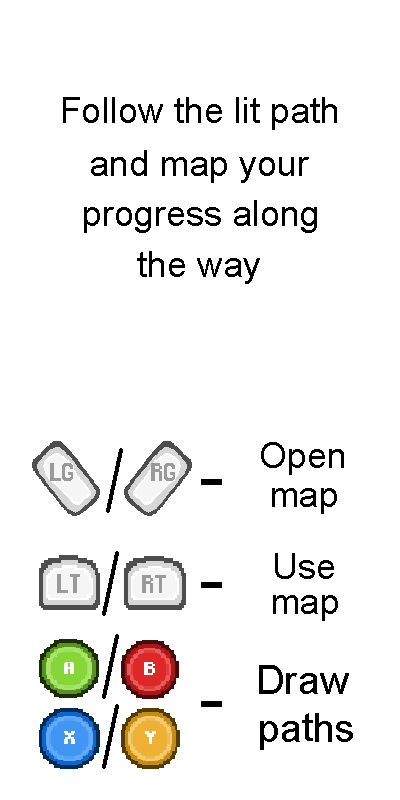 Follow the lit path
and map your
progress along
the way
LG / RG - Open
map
LT / RT - Use
map
A / B
X / Y - Draw
paths